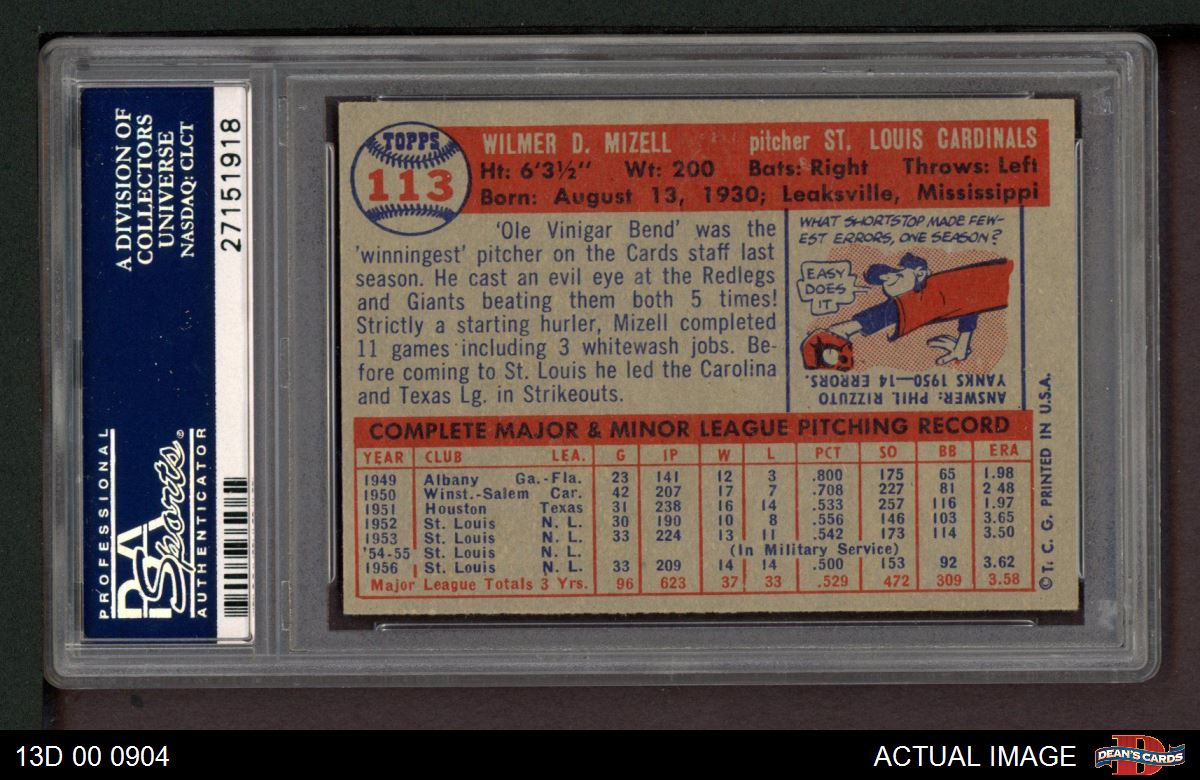 A DIVISION OF
COLLECTORS
UNIVERSE
NASDAQ: CLCT
27151918
PROFESSIONAL
PSA
Sports®
AUTHENTICATOR
TOPPS
113
WILMER D. MIZELL pitcher ST. LOUIS CARDINALS
Ht: 6'3½" Wt: 200 Bats: Right Throws: Left
Born: August 13, 1930; Leaksville, Mississippi
'Ole Vinigar Bend' was the
'winningest' pitcher on the Cards staff last
season. He cast an evil eye at the Redlegs
and Giants beating them both 5 times!
Strictly a starting hurler, Mizell completed
11 games including 3 whitewash jobs. Be-
fore coming to St. Louis he led the Carolina
and Texas Lg. in Strikeouts.
WHAT SHORTSTOP MADE FEW-
EST ERRORS, ONE SEASON?
EASY
DOES
IT
ANSWER: PHIL RIZZUTO
YANKS 1950—14 ERRORS.
COMPLETE MAJOR & MINOR LEAGUE PITCHING RECORD
YEAR CLUB LEA. G IP W L PCT SO BB ERA
1949 Albany Ga.-Fla. 23 141 12 3 .800 175 65 1.98
1950 Winst.-Salem Car. 42 207 17 7 .708 227 81 2 48
1951 Houston Texas 31 238 16 14 .533 257 116 1.97
1952 St. Louis N. L. 30 190 10 8 .556 146 103 3.65
1953 St. Louis N. L. 33 224 13 11 .542 173 114 3.50
'54-55 St. Louis N. L. (In Military Service)
1956 St. Louis N. L. 33 209 14 14 .500 153 92 3.62
Major League Totals 3 Yrs. 96 623 37 33 .529 472 309 3.58
© T. C. G. PRINTED IN U.S.A.
13D 00 0904
ACTUAL IMAGE
DEAN'S CARDS